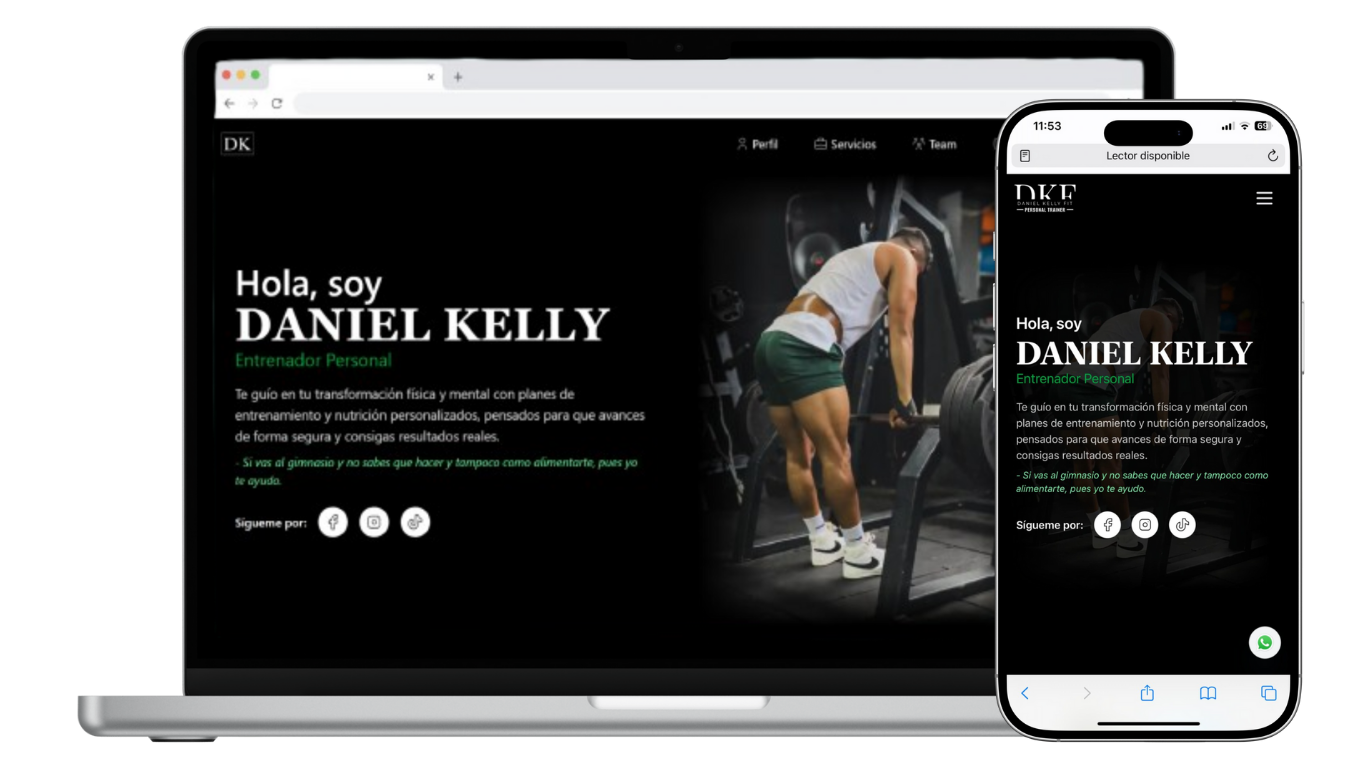 DK
Perfil
Servicios
Team
Hola, soy
DANIEL KELLY
Entrenador Personal
Te guío en tu transformación física y mental con planes de
entrenamiento y nutrición personalizados, pensados para que avances
de forma segura y consigas resultados reales.
- Si vas al gimnasio y no sabes que hacer y tampoco como alimentarte, pues yo
te ayudo.
Sígueme por:
11:53
69
Lector disponible
DKF
DANIEL KELLY FIT
PERSONAL TRAINER
Hola, soy
DANIEL KELLY
Entrenador Personal
Te guío en tu transformación física y mental con
planes de entrenamiento y nutrición personalizados,
pensados para que avances de forma segura y
consigas resultados reales.
- Si vas al gimnasio y no sabes que hacer y tampoco como
alimentarte, pues yo te ayudo.
Sígueme por: